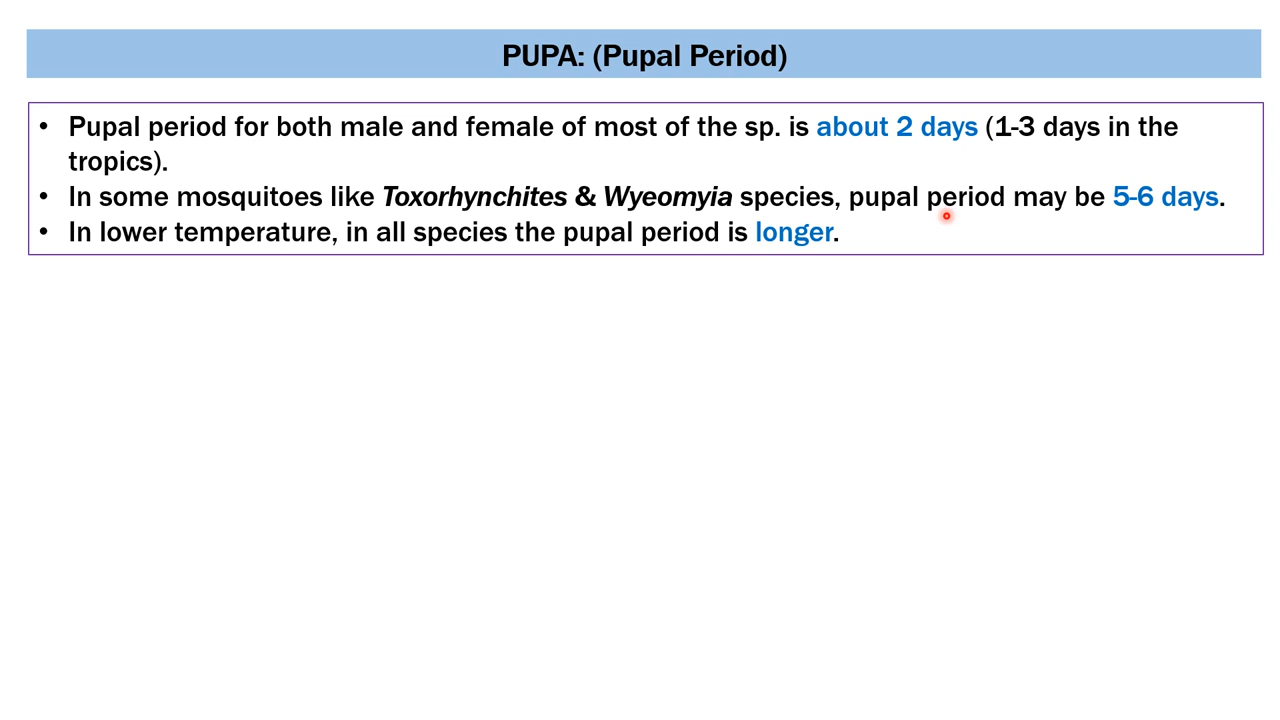 PUPA: (Pupal Period)
• Pupal period for both male and female of most of the sp. is about 2 days (1-3 days in the
tropics).
• In some mosquitoes like Toxorhynchites & Wyeomyia species, pupal period may be 5-6 days.
• In lower temperature, in all species the pupal period is longer.